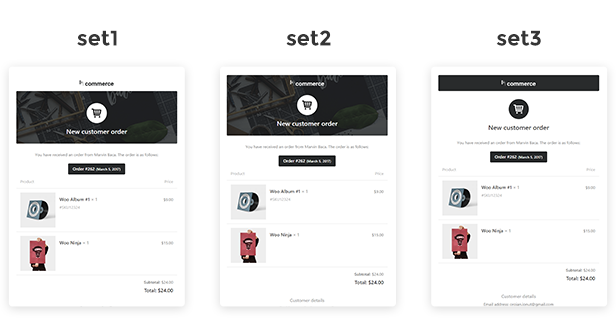 set1
commerce
New customer order
You have received an order from Marvin Baca. The order is as follows:
Order #262 (March 5, 2017)
Product Price
Woo Album #1 × 1 $9.00
Woo Ninja × 1 $15.00
Subtotal: $24.00
Total: $24.00
set2
commerce
New customer order
You have received an order from Marvin Baca. The order is as follows:
Order #262 (March 5, 2017)
Product Price
Woo Album #1 × 1 $9.00
Woo Ninja × 1 $15.00
Subtotal: $24.00
Total: $24.00
Customer details
set3
commerce
New customer order
You have received an order from Marvin Baca. The order is as follows:
Order #262 (March 5, 2017)
Product Price
Woo Album #1 × 1 $9.00
Woo Ninja × 1 $15.00
Subtotal: $24.00
Total: $24.00
Customer details
Email address: